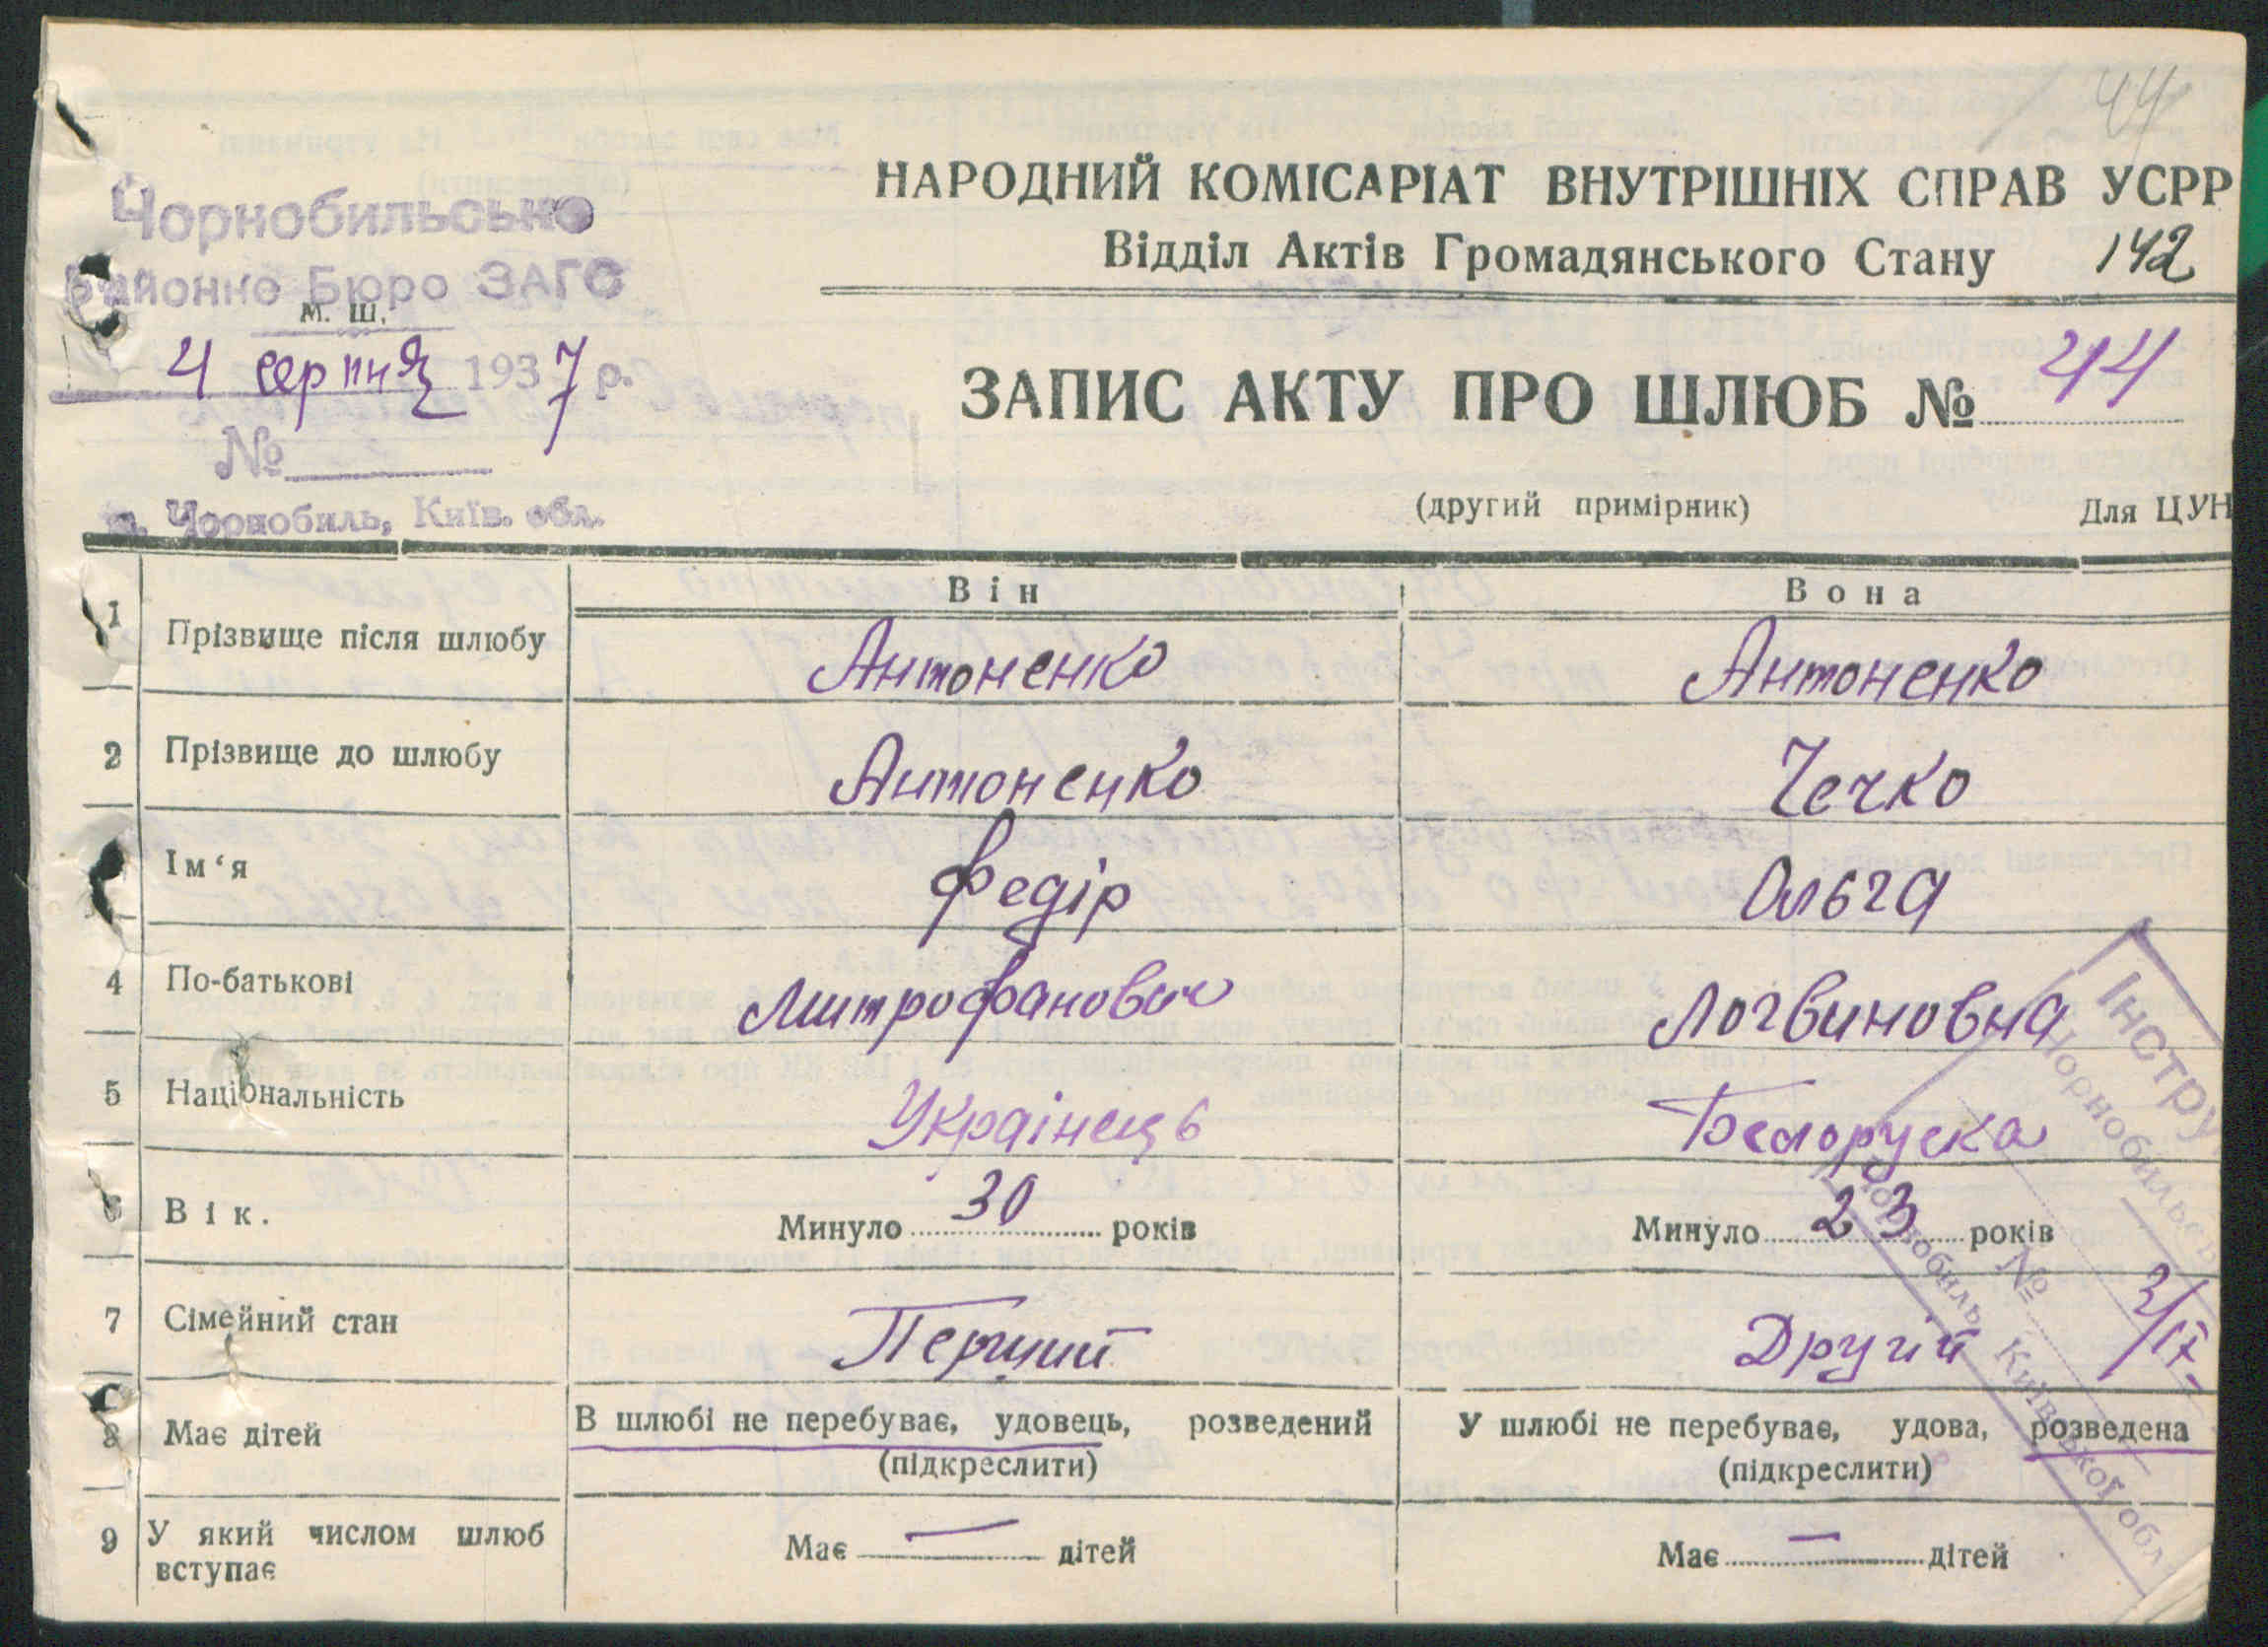 44
Чорнобильське
Районне Бюро ЗАГС
м. ш.
4 серпня 1937 р.
№
м. Чорнобиль, Київ. обл.
НАРОДНИЙ КОМІСАРІАТ ВНУТРІШНІХ СПРАВ УСРР
Відділ Актів Громадянського Стану 142
ЗАПИС АКТУ ПРО ШЛЮБ № 44
(другий примірник) Для ЦУН
Він Вона
1 Прізвище після шлюбу Антоненко Антоненко
2 Прізвище до шлюбу Антоненко Чечко
Ім‘я Федір Ольга
4 По-батькові Митрофанович Логвиновна
5 Національність Українець Белоруска
6 Вік. Минуло 30 років Минуло 23 років
7 Сімейний стан Перший Другій
8 Має дітей В шлюбі не перебуває, удовець, розведений У шлюбі не перебуває, удова, розведена
(підкреслити) (підкреслити)
9 У який числом шлюб вступає Має — дітей Має — дітей
Інстру
Чорнобильсь
№
2/IX-
Чорнобиль Київської обл